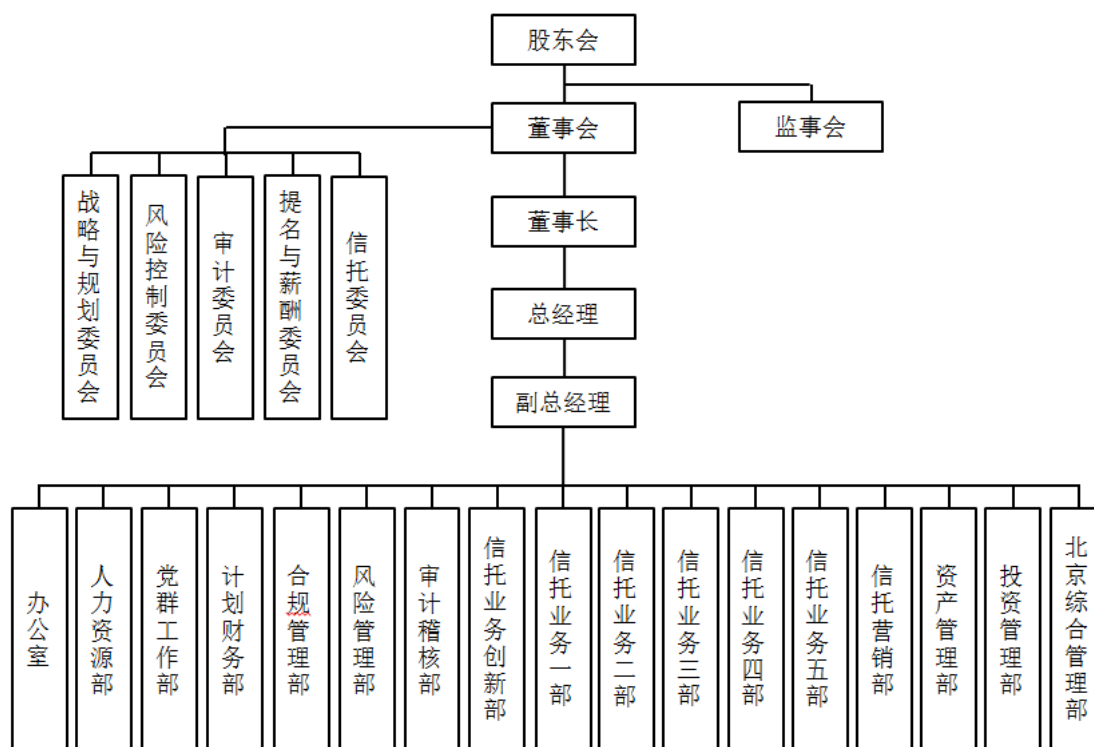 股东会
董事会
监事会
战略与规划委员会
风险控制委员会
审计委员会
提名与薪酬委员会
信托委员会
董事长
总经理
副总经理
办公室
人力资源部
党群工作部
计划财务部
合规管理部
风险管理部
审计稽核部
信托业务创新部
信托业务一部
信托业务二部
信托业务三部
信托业务四部
信托业务五部
信托营销部
资产管理部
投资管理部
北京综合管理部